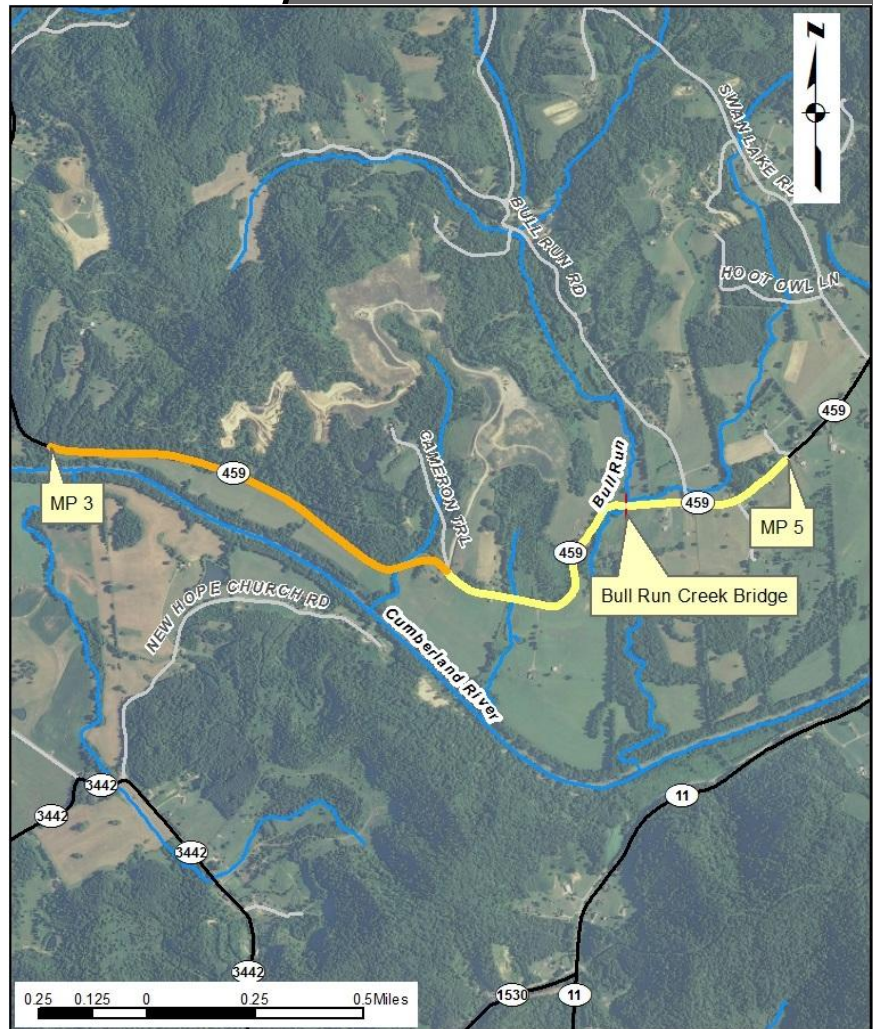 Z
SWAN LAKE RD
BULL RUN RD
HOOT OWL LN
459
CAMERON TRL
Bull Run
459
459
MP 3
459
MP 5
Bull Run Creek Bridge
NEW HOPE CHURCH RD
Cumberland River
3442
3442
11
3442
3442
1530
11
0.25 0.125 0 0.25 0.5 Miles